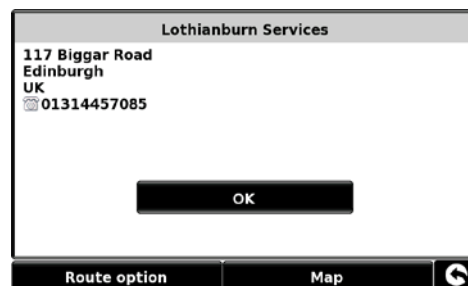 Lothianburn Services
117 Biggar Road
Edinburgh
UK
01314457085
OK
Route option
Map